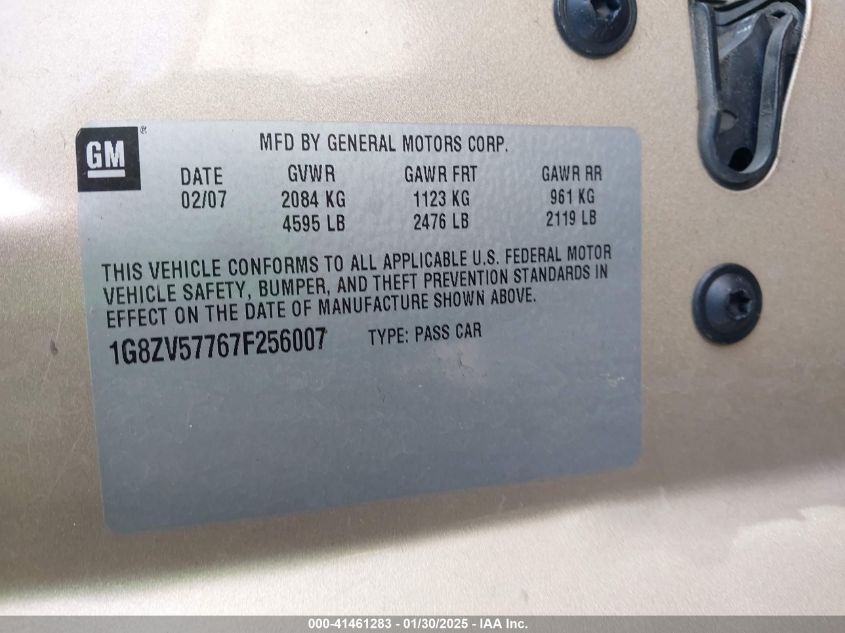 GM®
MFD BY GENERAL MOTORS CORP.
DATE GVWR GAWR FRT GAWR RR
02/07 2084 KG 1123 KG 961 KG
4595 LB 2476 LB 2119 LB
THIS VEHICLE CONFORMS TO ALL APPLICABLE U.S. FEDERAL MOTOR
VEHICLE SAFETY, BUMPER, AND THEFT PREVENTION STANDARDS IN
EFFECT ON THE DATE OF MANUFACTURE SHOWN ABOVE.
1G8ZV57767F256007 TYPE: PASS CAR
000-41461283 - 01/30/2025 - IAA Inc.